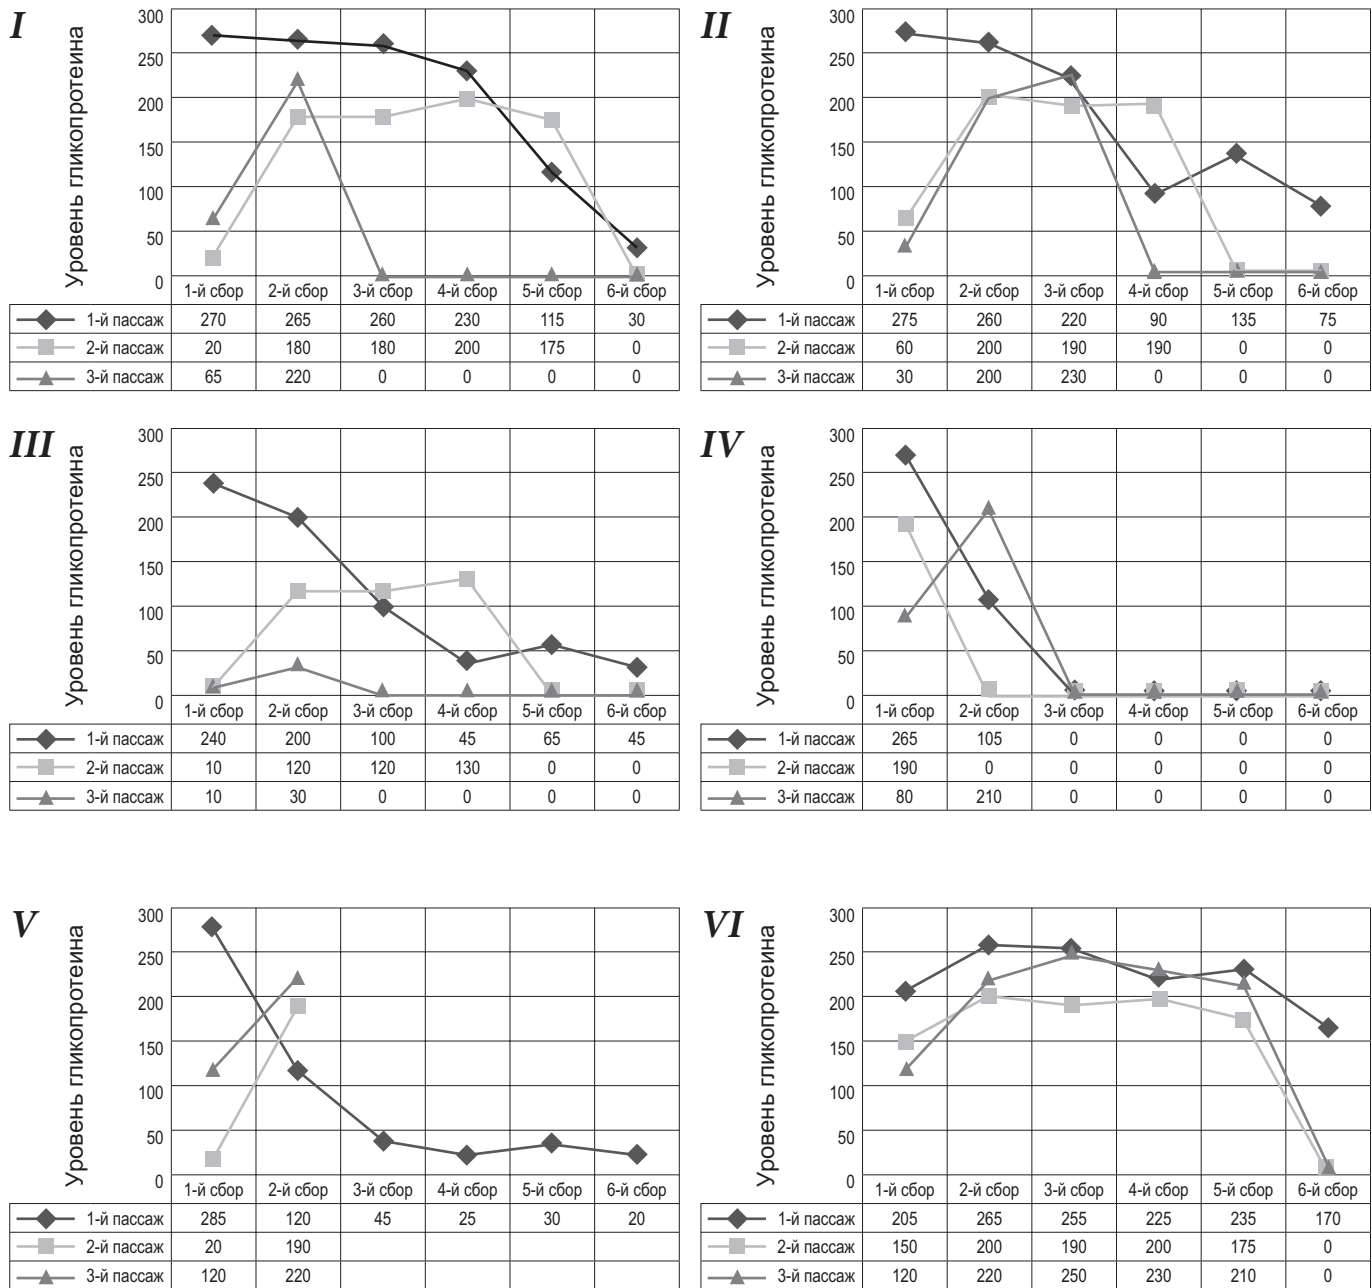 I
Уровень гликопротеина
300
250
200
150
100
50
0
1-й сбор 2-й сбор 3-й сбор 4-й сбор 5-й сбор 6-й сбор
1-й пассаж 270 265 260 230 115 30
2-й пассаж 20 180 180 200 175 0
3-й пассаж 65 220 0 0 0 0
II
Уровень гликопротеина
300
250
200
150
100
50
0
1-й сбор 2-й сбор 3-й сбор 4-й сбор 5-й сбор 6-й сбор
1-й пассаж 275 260 220 90 135 75
2-й пассаж 60 200 190 190 0 0
3-й пассаж 30 200 230 0 0 0
III
Уровень гликопротеина
300
250
200
150
100
50
0
1-й сбор 2-й сбор 3-й сбор 4-й сбор 5-й сбор 6-й сбор
1-й пассаж 240 200 100 45 65 45
2-й пассаж 10 120 120 130 0 0
3-й пассаж 10 30 0 0 0 0
IV
Уровень гликопротеина
300
250
200
150
100
50
0
1-й сбор 2-й сбор 3-й сбор 4-й сбор 5-й сбор 6-й сбор
1-й пассаж 265 105 0 0 0 0
2-й пассаж 190 0 0 0 0 0
3-й пассаж 80 210 0 0 0 0
V
Уровень гликопротеина
300
250
200
150
100
50
0
1-й сбор 2-й сбор 3-й сбор 4-й сбор 5-й сбор 6-й сбор
1-й пассаж 285 120 45 25 30 20
2-й пассаж 20 190
3-й пассаж 120 220
VI
Уровень гликопротеина
300
250
200
150
100
50
0
1-й сбор 2-й сбор 3-й сбор 4-й сбор 5-й сбор 6-й сбор
1-й пассаж 205 265 255 225 235 170
2-й пассаж 150 200 190 200 175 0
3-й пассаж 120 220 250 230 210 0